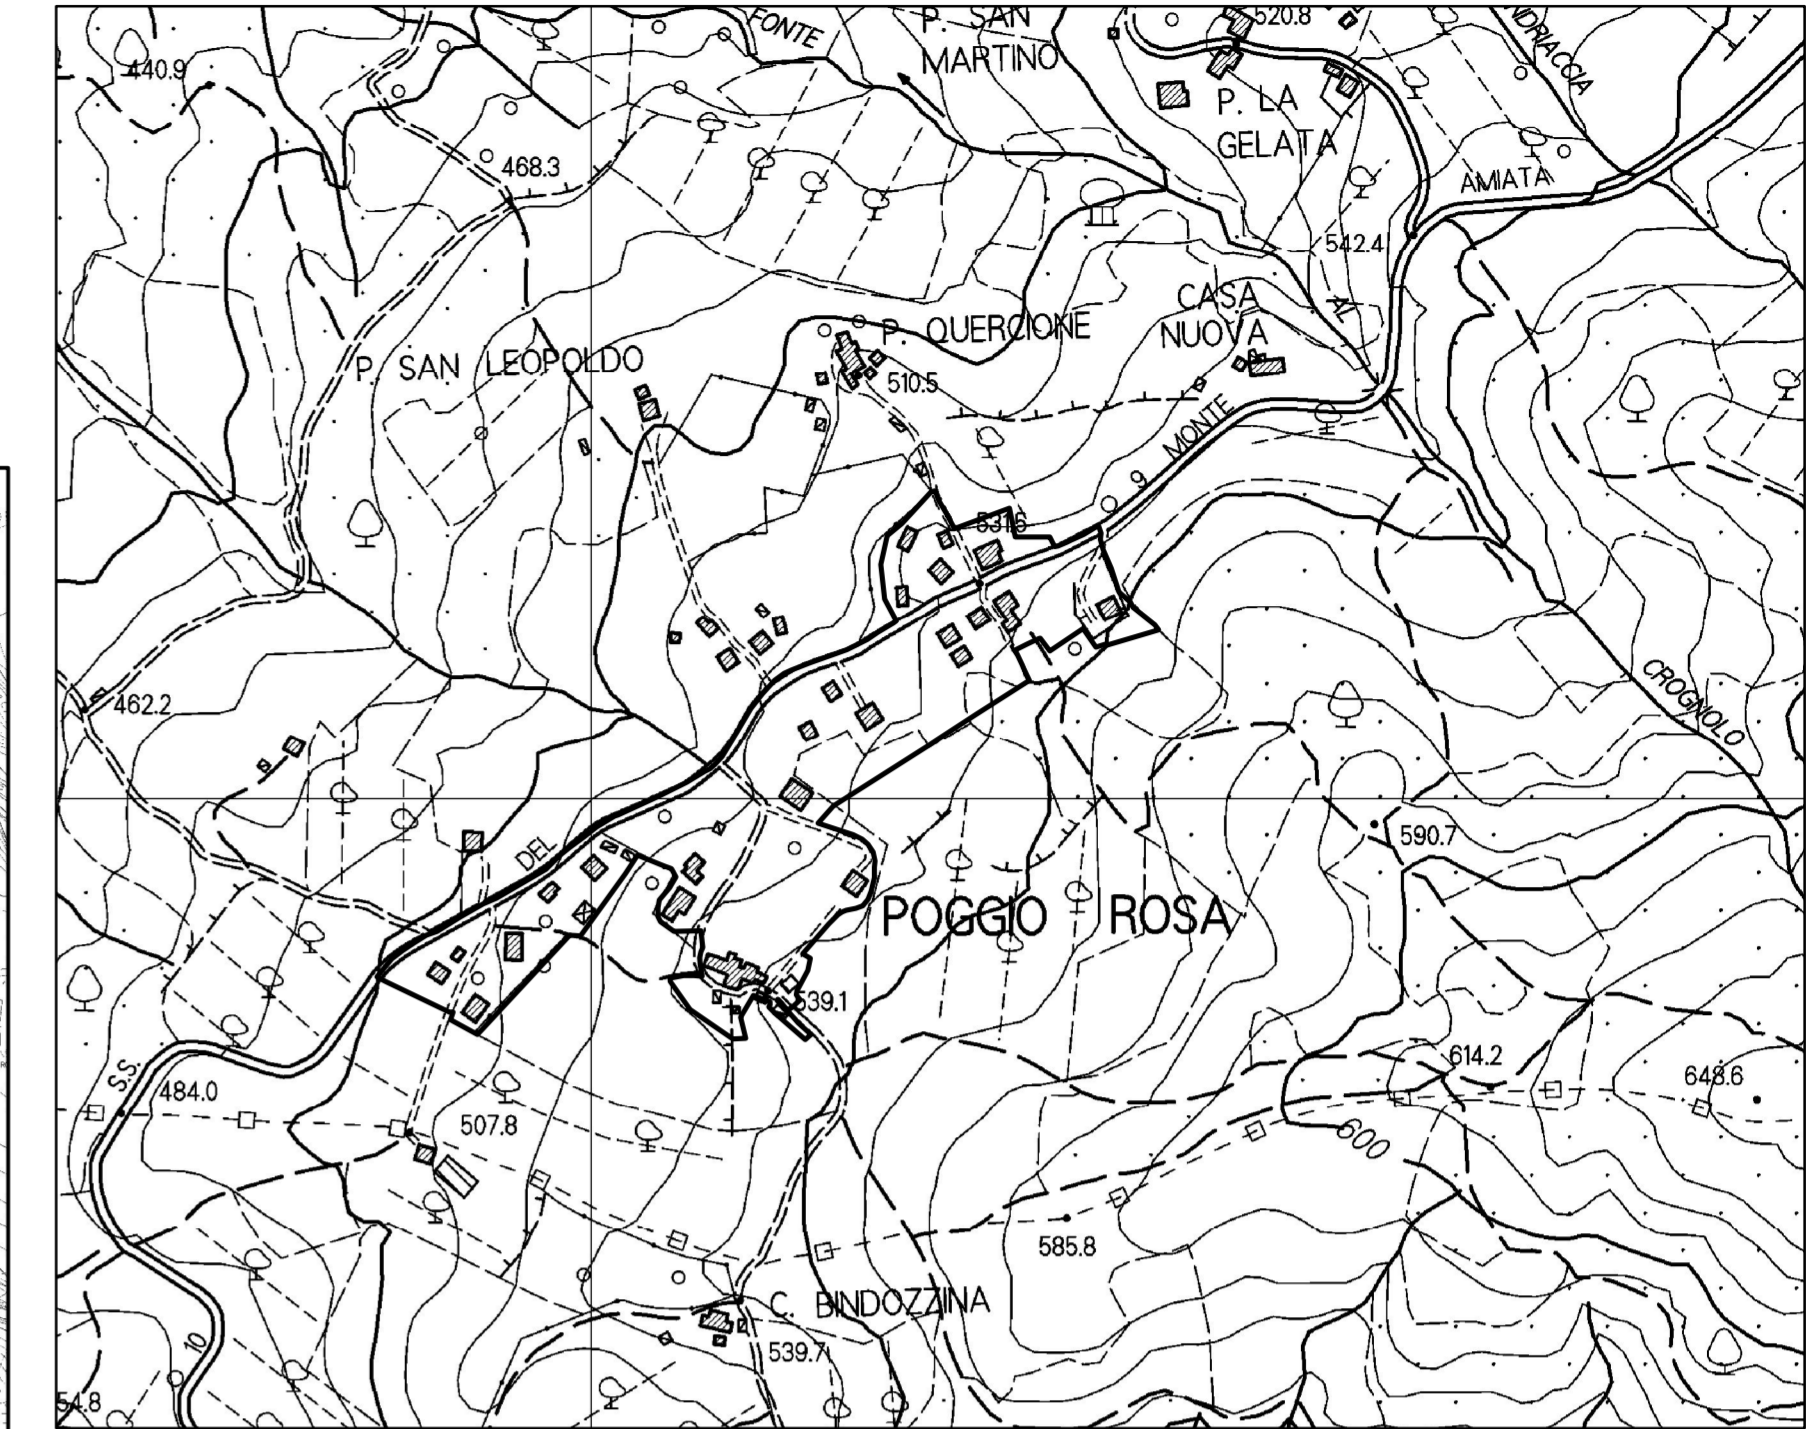 FONTE
P. SAN
MARTINO
520.8
440.9
P. LA
GELATA
468.3
AMIATA
542.4
CASA
NUOVA
AL
P. QUERCIONE
P. SAN LEOPOLDO
510.5
MONTE
9
531.6
CROGNOLO
462.2
590.7
DEL
POGGIO ROSA
539.1
614.2
648.6
S.S.
484.0
507.8
600
585.8
C. BINDOZZINA
10
539.7
54.8